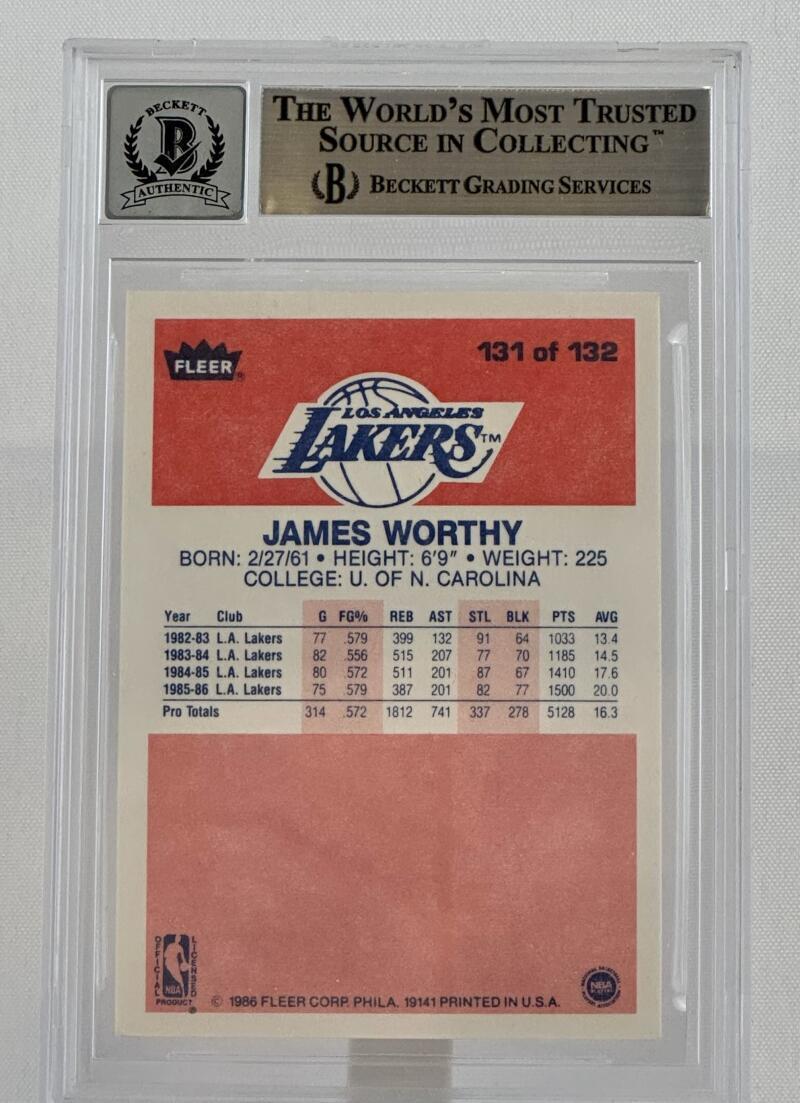 BECKETT
B
AUTHENTIC
THE WORLD'S MOST TRUSTED
SOURCE IN COLLECTING™
B BECKETT GRADING SERVICES
FLEER®
131 of 132
LOS ANGELES
LAKERS™
JAMES WORTHY
BORN: 2/27/61 • HEIGHT: 6'9" • WEIGHT: 225
COLLEGE: U. OF N. CAROLINA
Year Club G FG% REB AST STL BLK PTS AVG
1982-83 L.A. Lakers 77 .579 399 132 91 64 1033 13.4
1983-84 L.A. Lakers 82 .556 515 207 77 70 1185 14.5
1984-85 L.A. Lakers 80 .572 511 201 87 67 1410 17.6
1985-86 L.A. Lakers 75 .579 387 201 82 77 1500 20.0
Pro Totals 314 .572 1812 741 337 278 5128 16.3
OFFICIAL
NBA
LICENSED
PRODUCT®
© 1986 FLEER CORP. PHILA. 19141 PRINTED IN U.S.A.
NBA